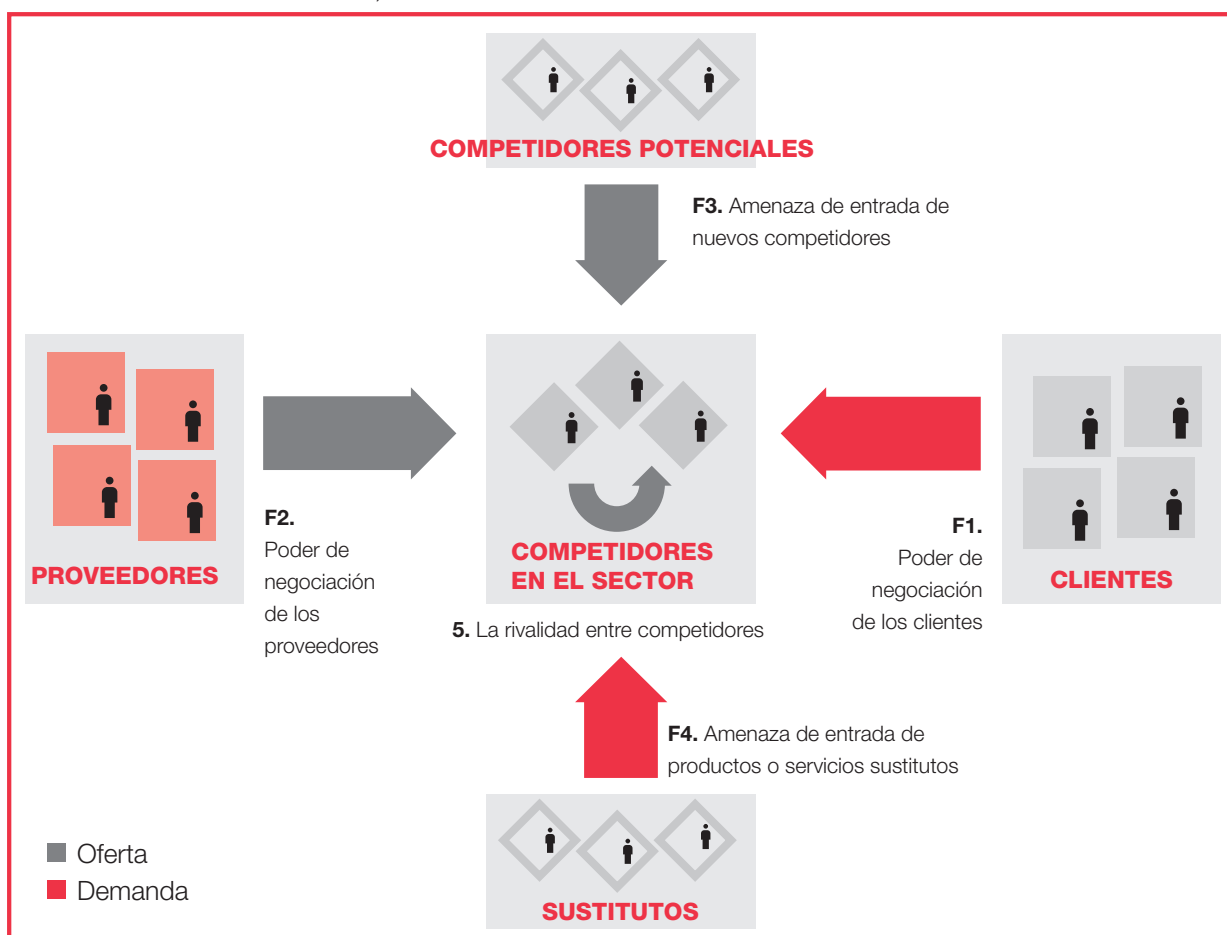 COMPETIDORES POTENCIALES
F3. Amenaza de entrada de
nuevos competidores
PROVEEDORES
F2.
Poder de
negociación
de los
proveedores
COMPETIDORES
EN EL SECTOR
5. La rivalidad entre competidores
F1.
Poder de
negociación
de los clientes
CLIENTES
F4. Amenaza de entrada de
productos o servicios sustitutos
SUSTITUTOS
Oferta
Demanda